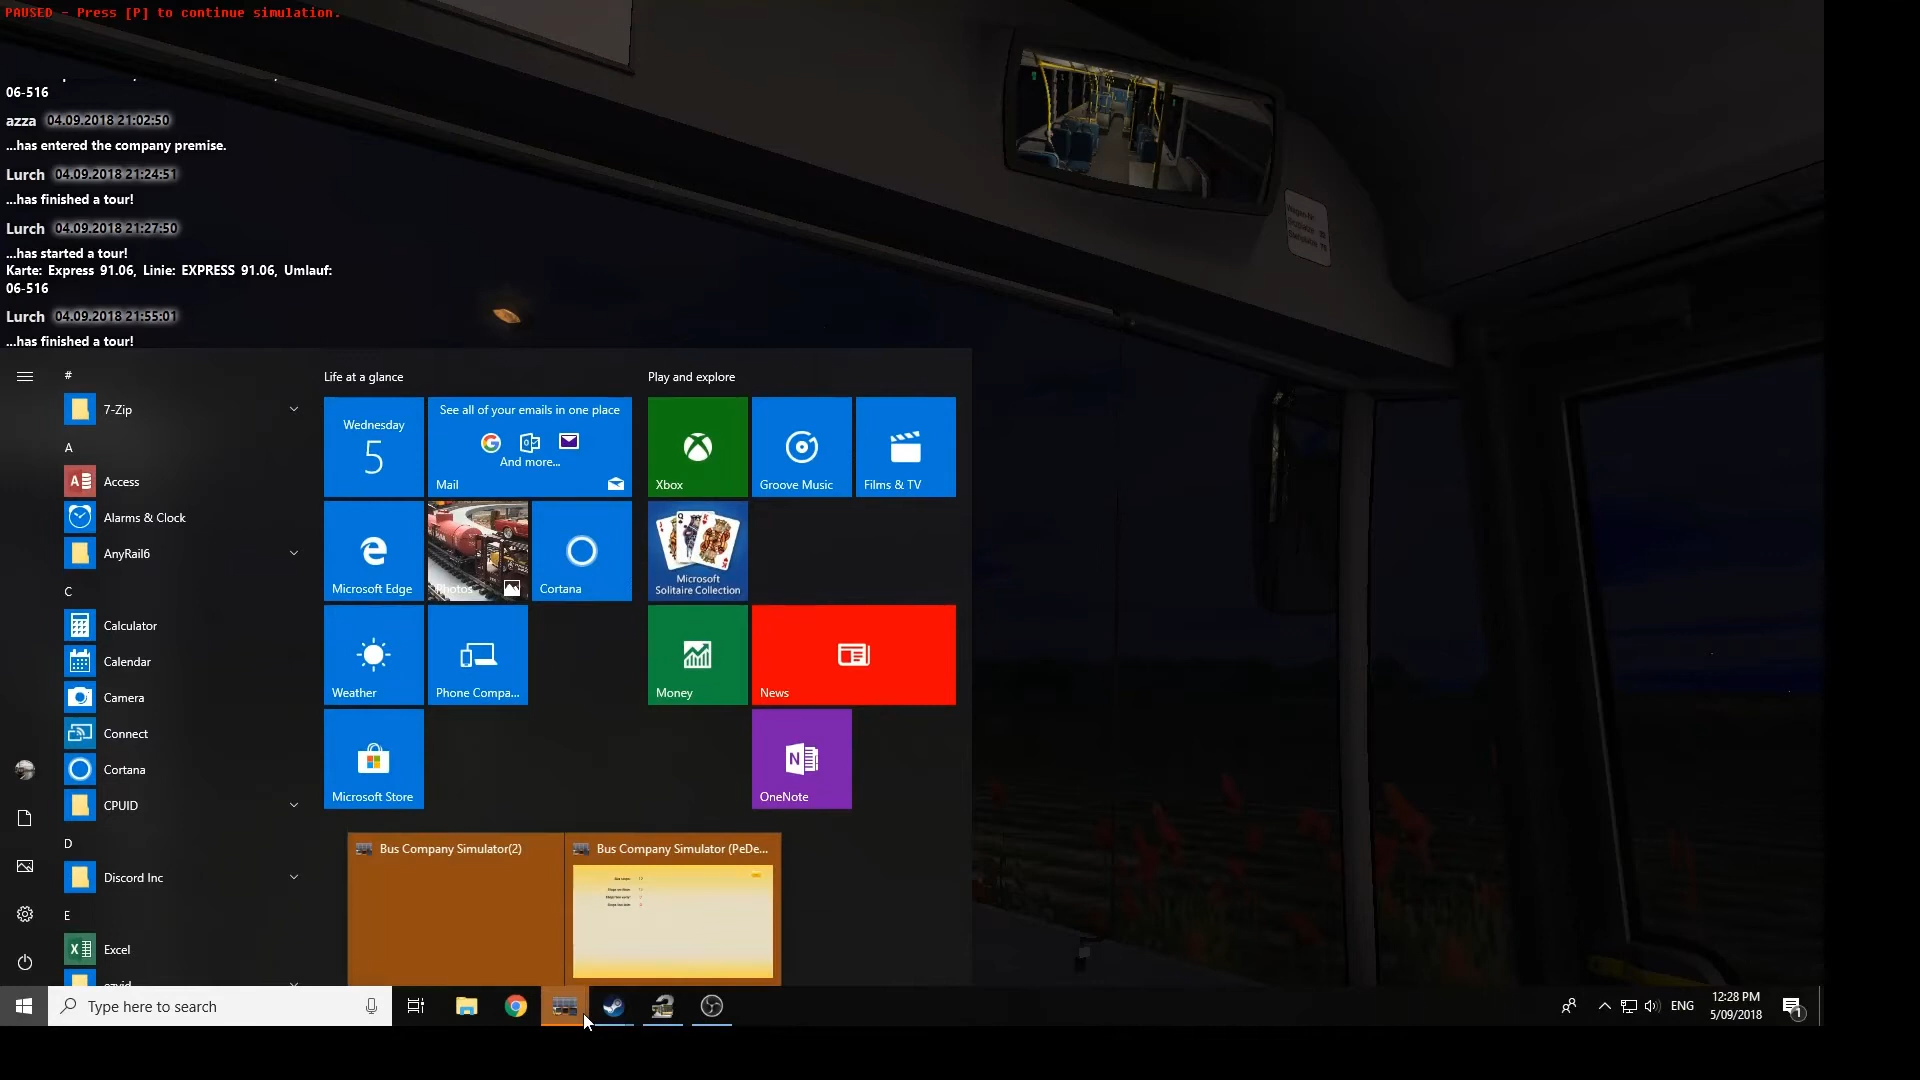 PAUSED - Press [P] to continue simulation.
06-516
azza 04.09.2018 21:02:50
...has entered the company premise.
Lurch 04.09.2018 21:24:51
...has finished a tour!
Lurch 04.09.2018 21:27:50
...has started a tour!
Karte: Express 91.06, Linie: EXPRESS 91.06, Umlauf:
06-516
Lurch 04.09.2018 21:55:01
...has finished a tour!
#
7-Zip
A
Access
Alarms & Clock
AnyRail6
C
Calculator
Calendar
Camera
Connect
Cortana
CPUID
D
Discord Inc
E
Excel
Life at a glance
Wednesday
5
See all of your emails in one place
And more...
Mail
Microsoft Edge
Photos
Cortana
Weather
Phone Compa...
Microsoft Store
Play and explore
Xbox
Groove Music
Films & TV
Microsoft
Solitaire Collection
Money
News
OneNote
Bus Company Simulator(2)
Bus Company Simulator (PeDe...
Type here to search
ENG
12:28 PM
5/09/2018
1